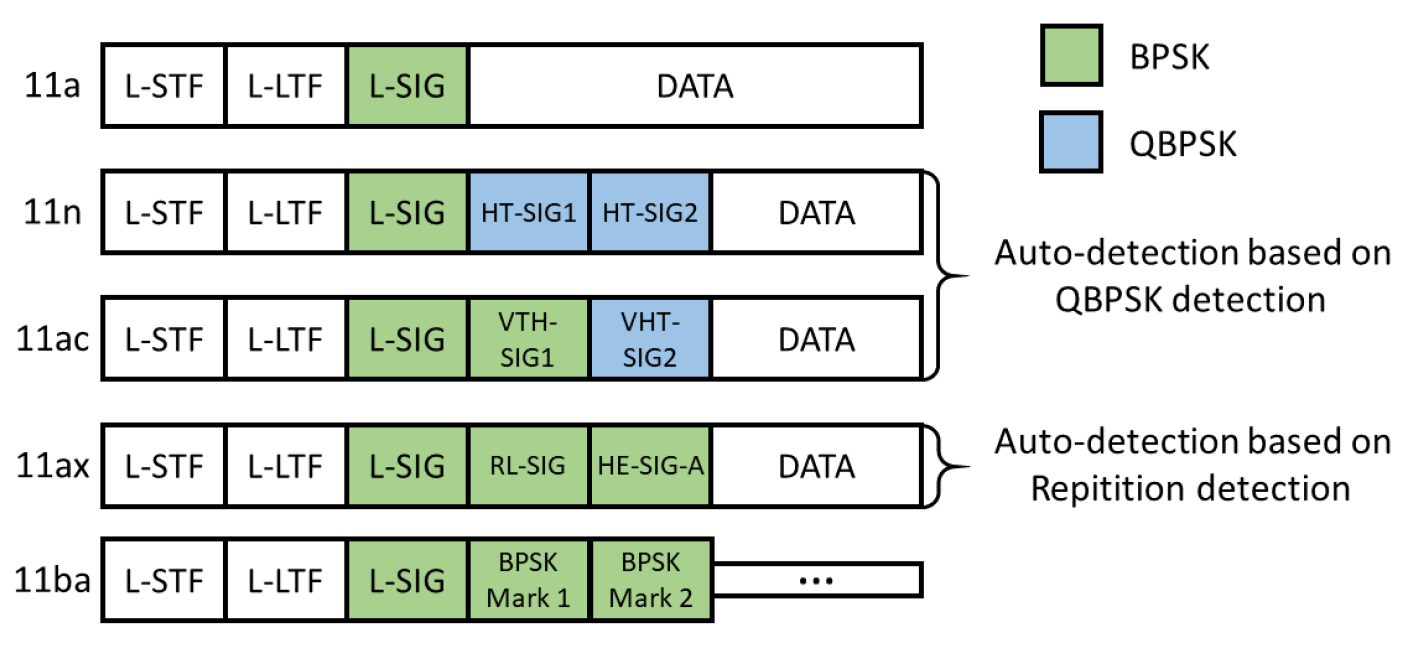 11a L-STF L-LTF L-SIG DATA
BPSK
QBPSK
11n L-STF L-LTF L-SIG HT-SIG1 HT-SIG2 DATA
Auto-detection based on
QBPSK detection
11ac L-STF L-LTF L-SIG VTH-
SIG1 VHT-
SIG2 DATA
11ax L-STF L-LTF L-SIG RL-SIG HE-SIG-A DATA
Auto-detection based on
Repitition detection
11ba L-STF L-LTF L-SIG BPSK
Mark 1 BPSK
Mark 2 ...